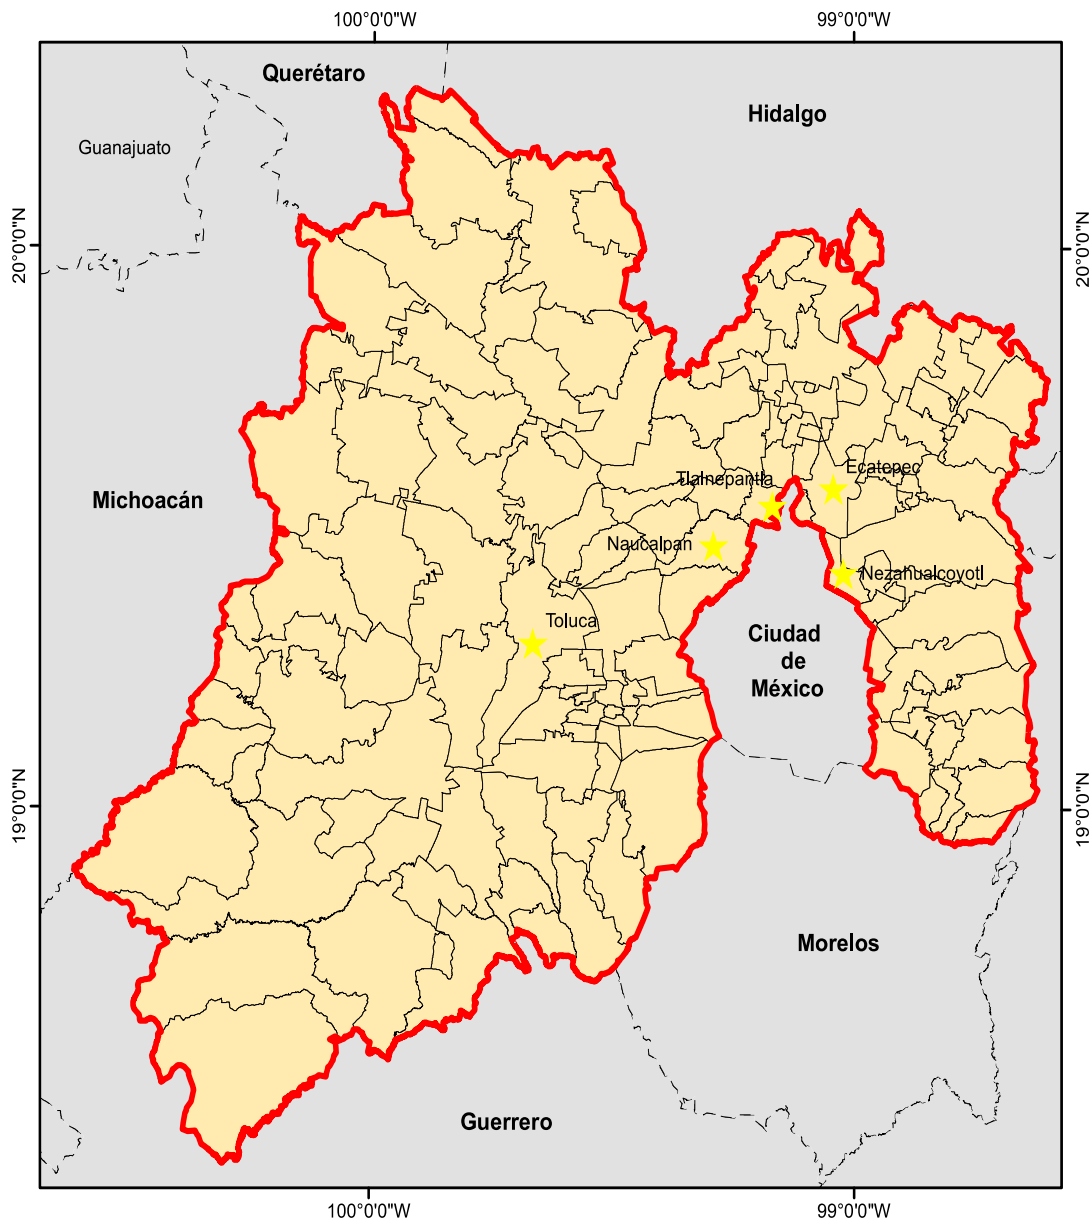 100°0'0"W
99°0'0"W
Querétaro
Hidalgo
Guanajuato
20°0'0"N
20°0'0"N
Ecatepec
Tlalnepantla
Michoacán
Naucalpan
Nezahualcoyotl
Toluca
Ciudad
de
México
19°0'0"N
19°0'0"N
Morelos
Guerrero
100°0'0"W
99°0'0"W